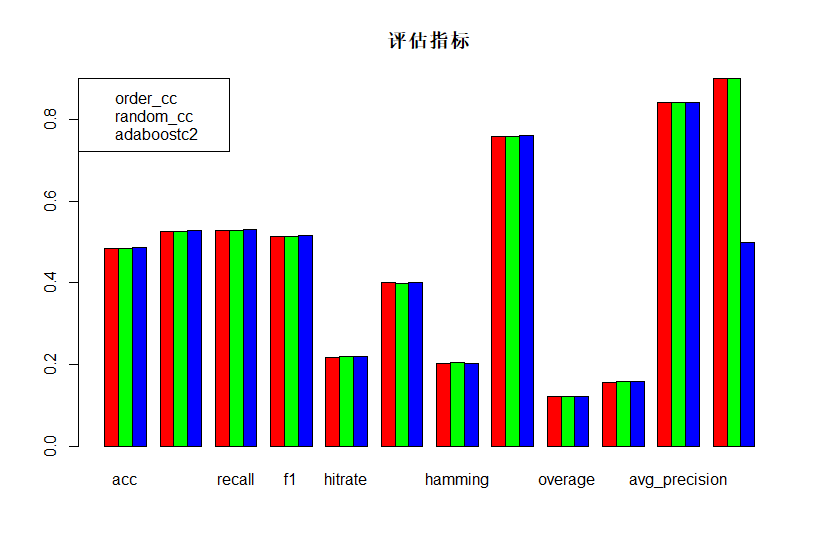 评估指标
order_cc
random_cc
adaboostc2
0.8
0.6
0.4
0.2
0.0
acc recall f1 hitrate hamming overage avg_precision